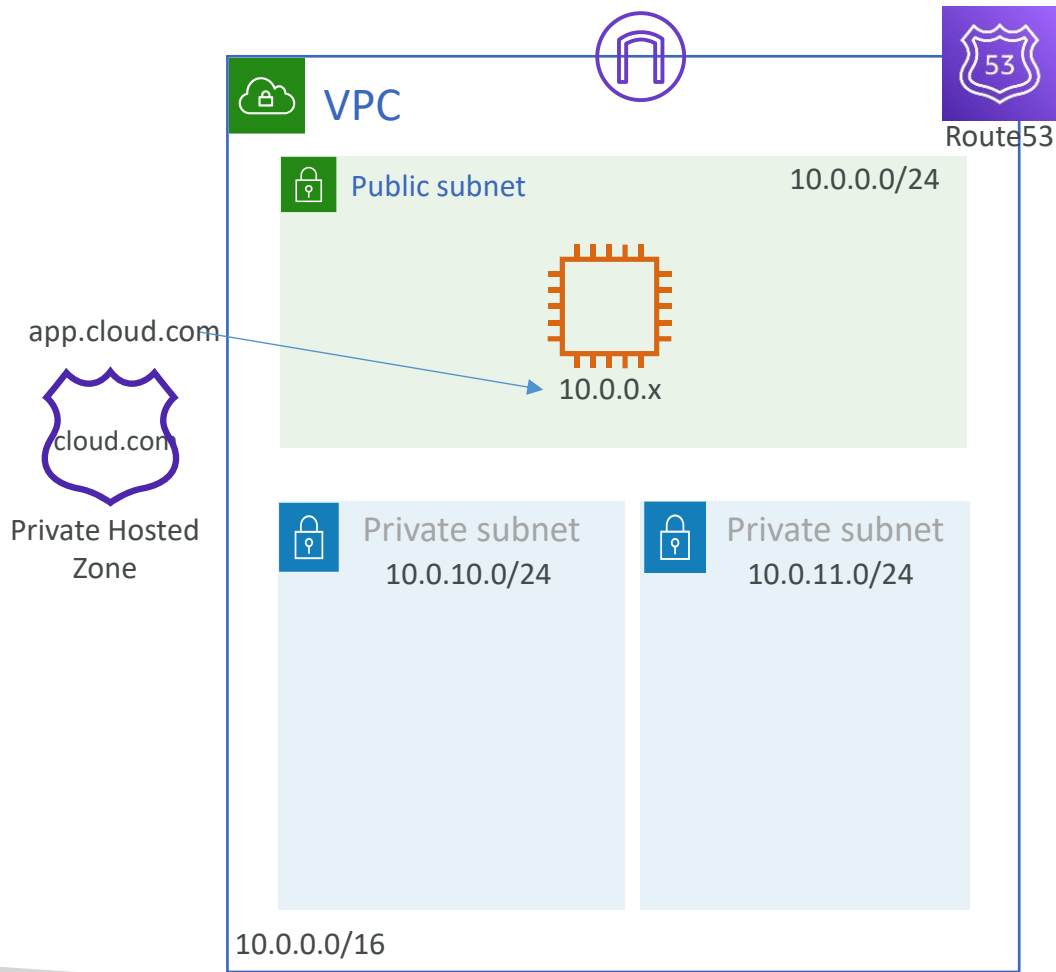 53
VPC
Route53
Public subnet
10.0.0.0/24
app.cloud.com
10.0.0.x
cloud.com
Private Hosted
Zone
Private subnet
10.0.10.0/24
Private subnet
10.0.11.0/24
10.0.0.0/16